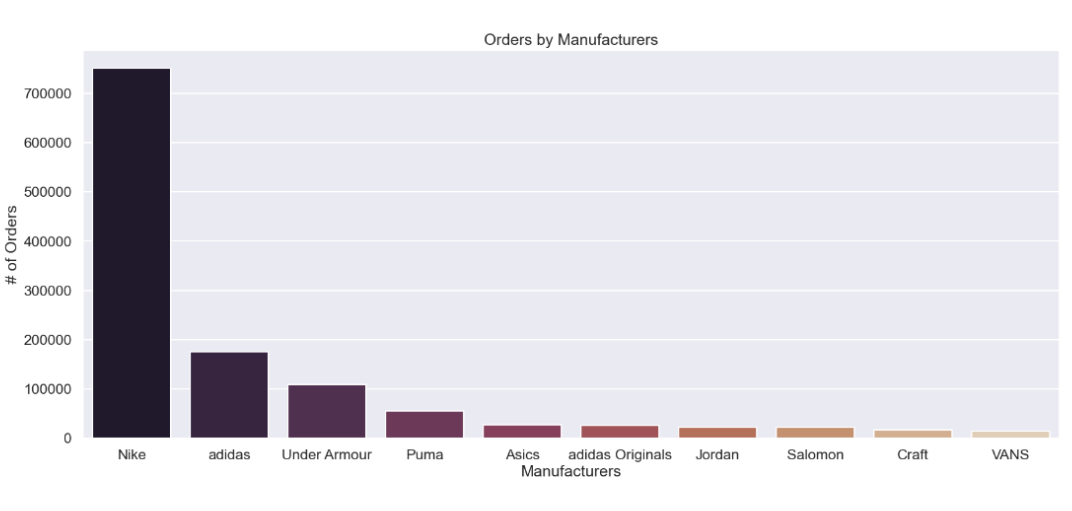 Orders by Manufacturers
# of Orders
700000
600000
500000
400000
300000
200000
100000
0
Nike adidas Under Armour Puma Asics adidas Originals Jordan Salomon Craft VANS
Manufacturers